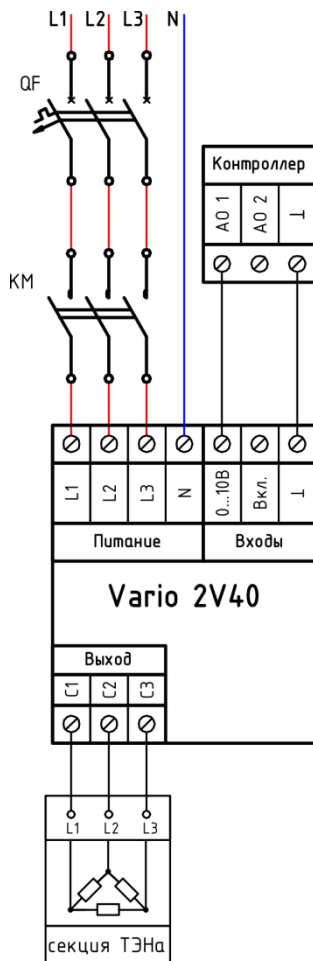 L1 L2 L3 N
QF
Контроллер
AO 1 AO 2 ⊥
KM
L1 L2 L3 N 0...10В Вкл. ⊥
Питание Входы
Vario 2V40
Выход
C1 C2 C3
L1 L2 L3
секция ТЭНа